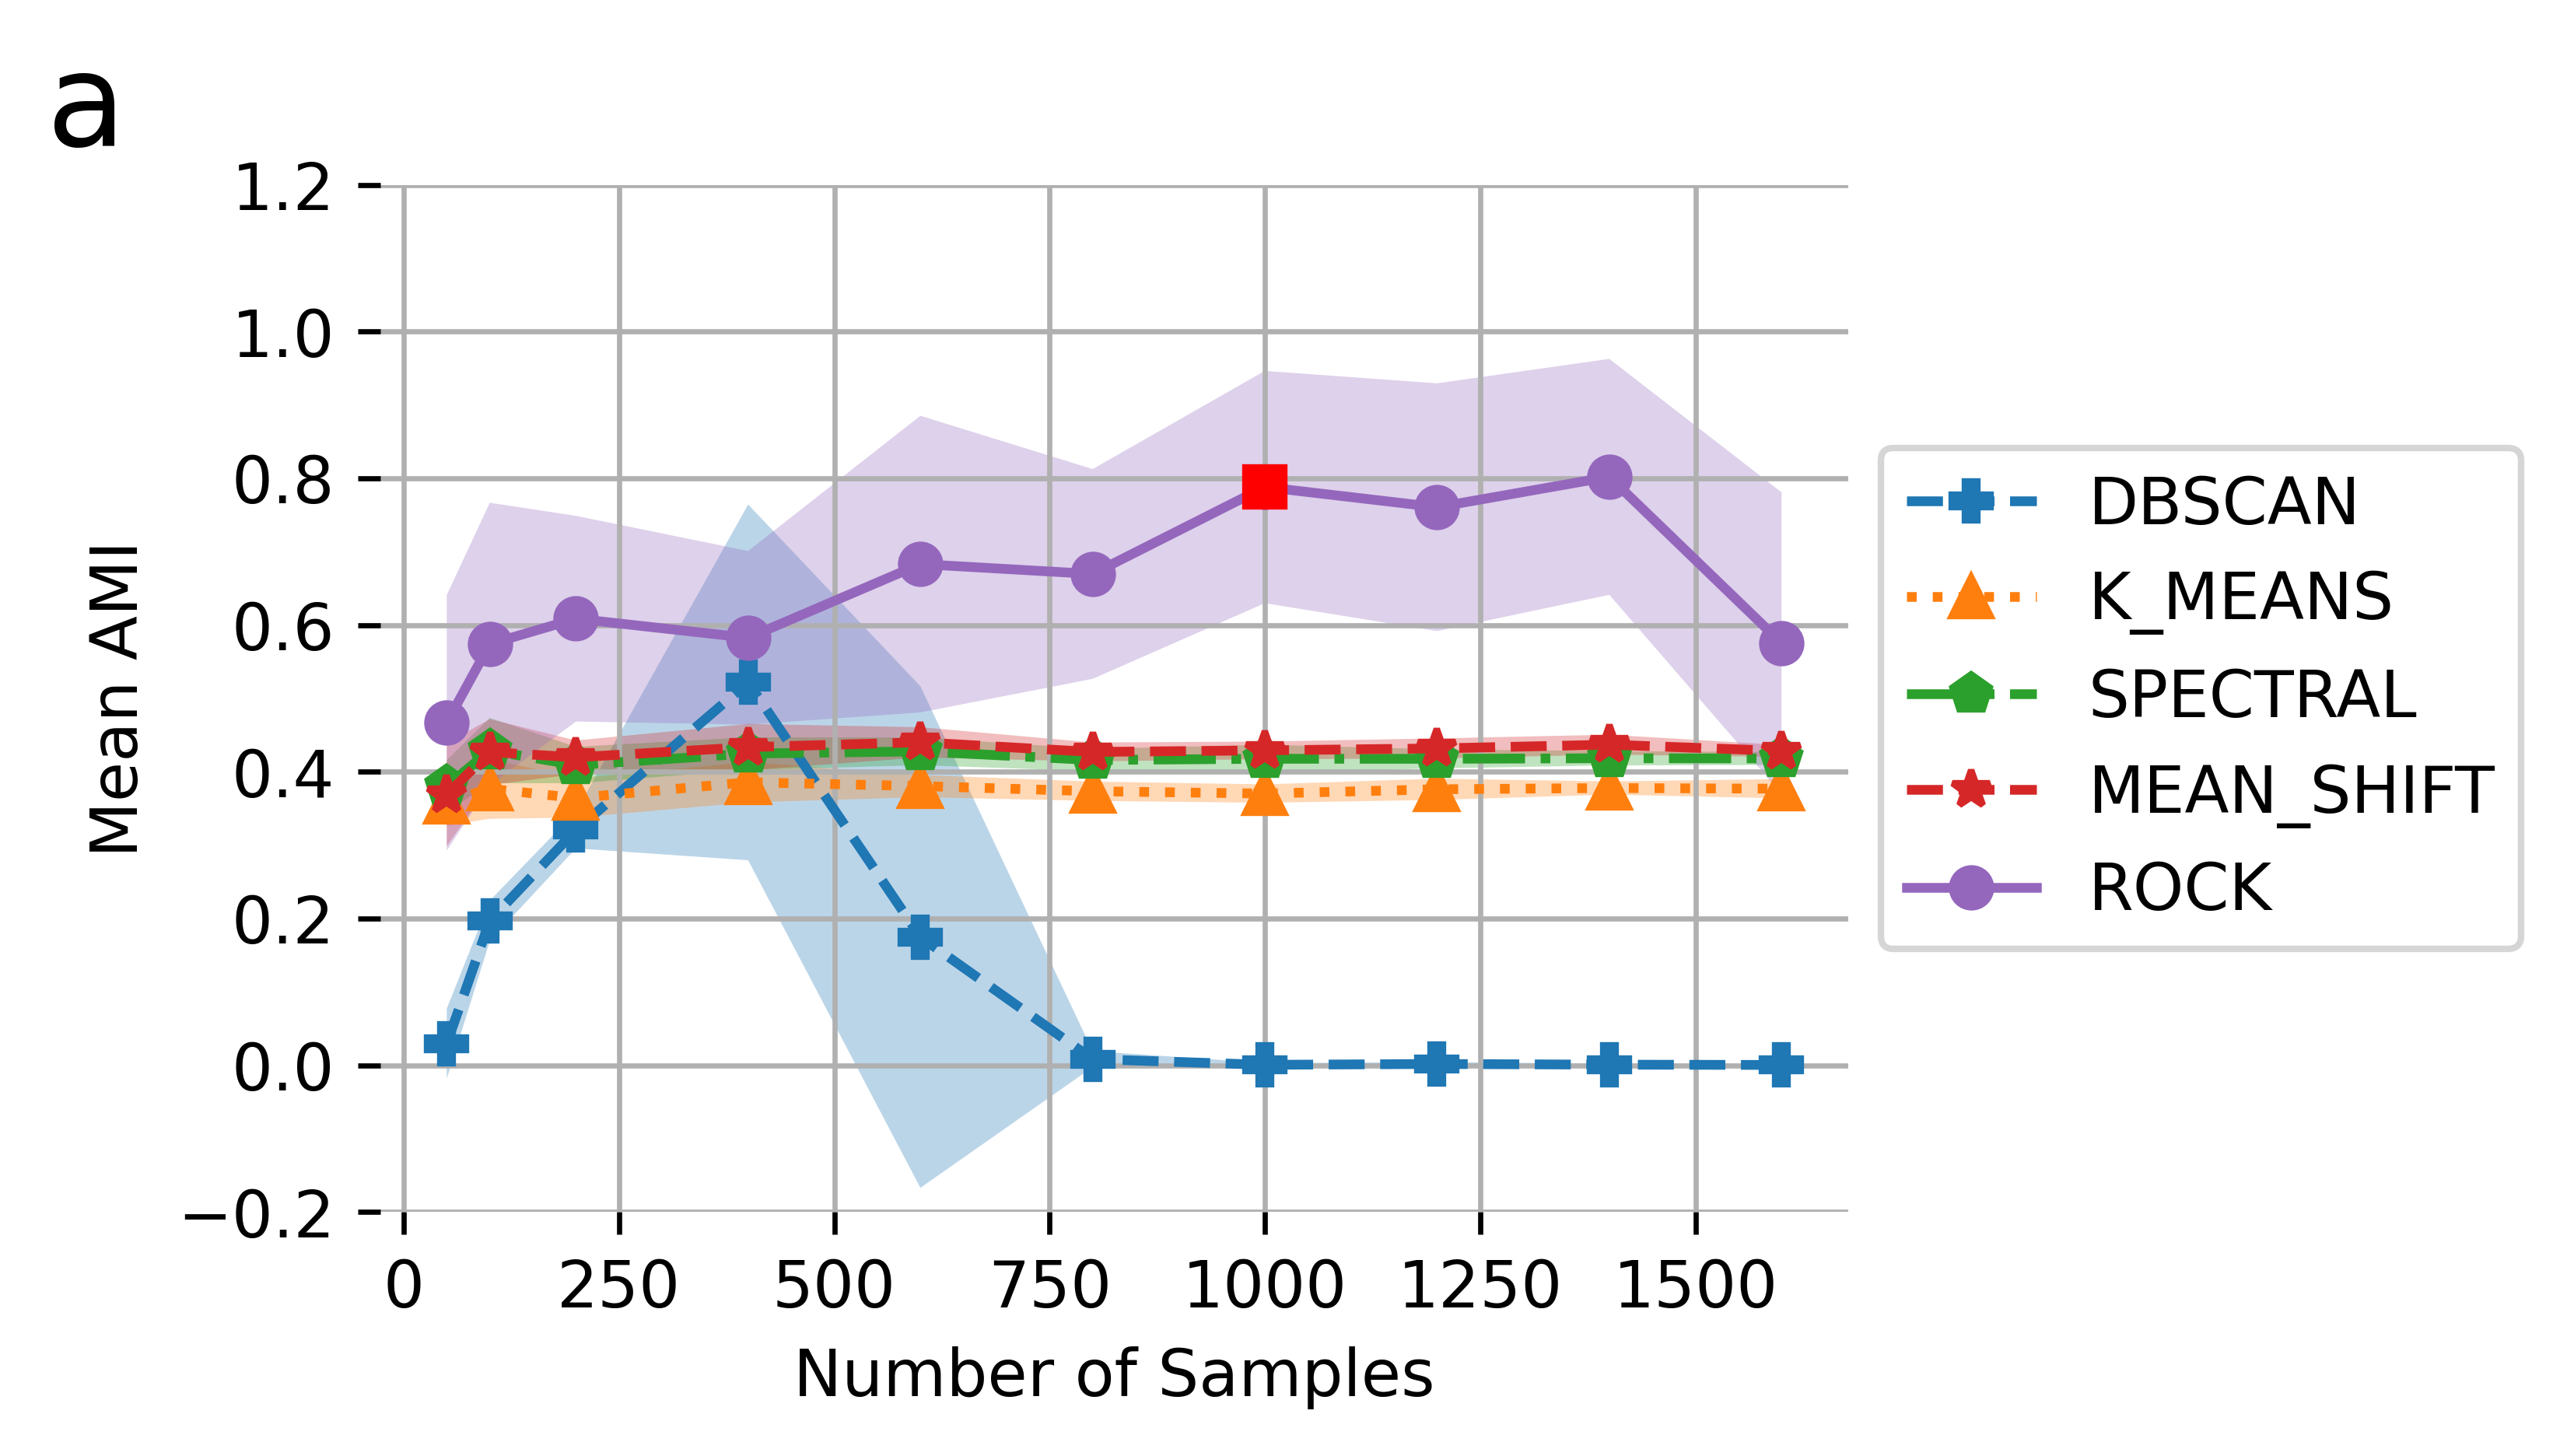 a
1.2
1.0
0.8
0.6
0.4
0.2
0.0
−0.2
Mean AMI
0 250 500 750 1000 1250 1500
Number of Samples
DBSCAN
K_MEANS
SPECTRAL
MEAN_SHIFT
ROCK